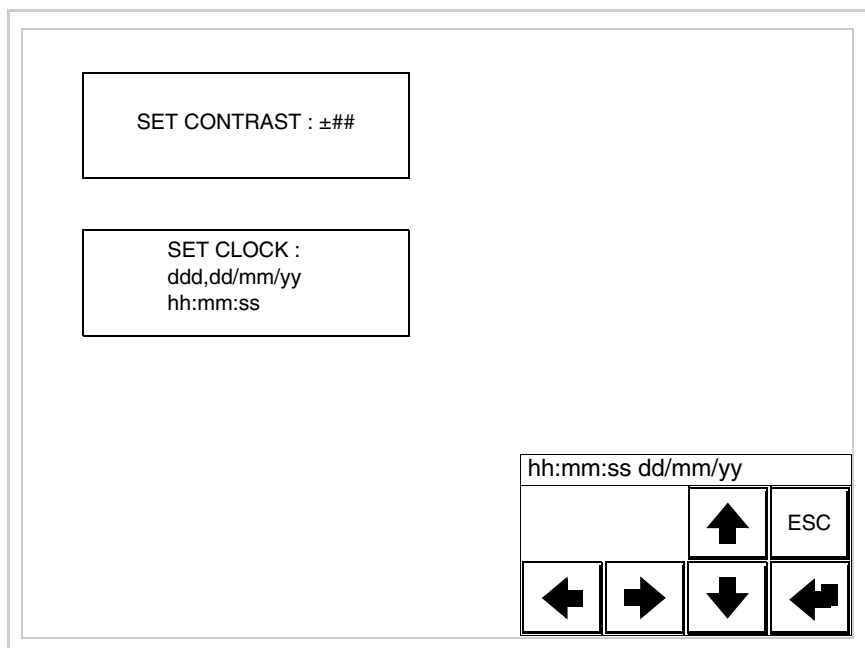 SET CONTRAST : ±##
SET CLOCK :
ddd,dd/mm/yy
hh:mm:ss
hh:mm:ss dd/mm/yy
ESC